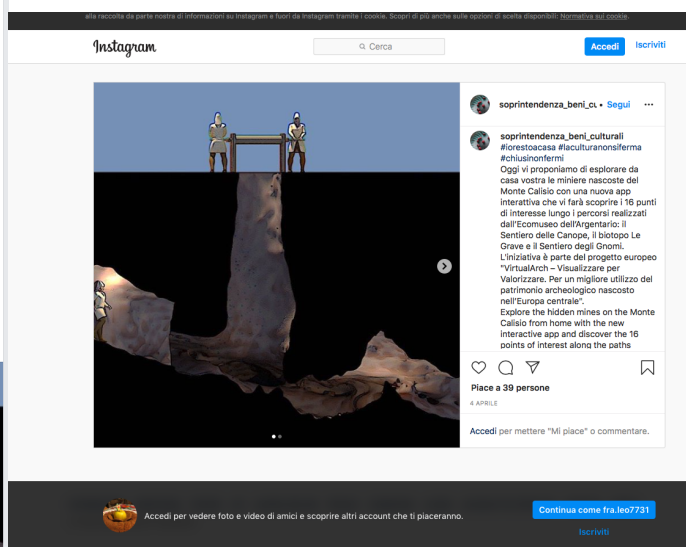 alla raccolta da parte nostra di informazioni su Instagram e fuori da Instagram tramite i cookie. Scopri di più anche sulle opzioni di scelta disponibili: Normativa sui cookie.
Instagram
Cerca
Accedi
Iscriviti
soprintendenza_beni_cu • Segui
soprintendenza_beni_culturali
#iorestoacasa #laculturanonsiferma
#chiusinonfermi
Oggi vi proponiamo di esplorare da
casa vostra le miniere nascoste del
Monte Calisio con una nuova app
interattiva che vi farà scoprire i 16 punti
di interesse lungo i percorsi realizzati
dall'Ecomuseo dell'Argentario: il
Sentiero delle Canope, il biotopo Le
Grave e il Sentiero degli Gnomi.
L'iniziativa è parte del progetto europeo
"VirtualArch – Visualizzare per
Valorizzare. Per un migliore utilizzo del
patrimonio archeologico nascosto
nell'Europa centrale".
Explore the hidden mines on the Monte
Calisio from home with the new
interactive app and discover the 16
points of interest along the paths
Piace a 39 persone
4 APRILE
Accedi per mettere "Mi piace" o commentare.
Accedi per vedere foto e video di amici e scoprire altri account che ti piaceranno.
Continua come fra.leo7731
Iscriviti